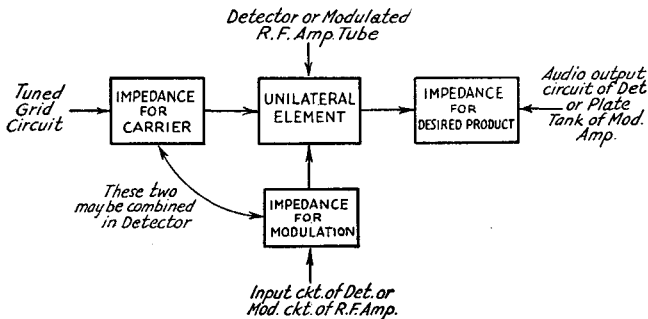 Detector or Modulated
R.F. Amp. Tube
Tuned
Grid
Circuit
IMPEDANCE
FOR
CARRIER
UNILATERAL
ELEMENT
IMPEDANCE
FOR
DESIRED PRODUCT
Audio output
circuit of Det.
or Plate
Tank of Mod.
Amp.
These two
may be combined
in Detector
IMPEDANCE
FOR
MODULATION
Input ckt. of Det. or
Mod. ckt. of R.F. Amp.